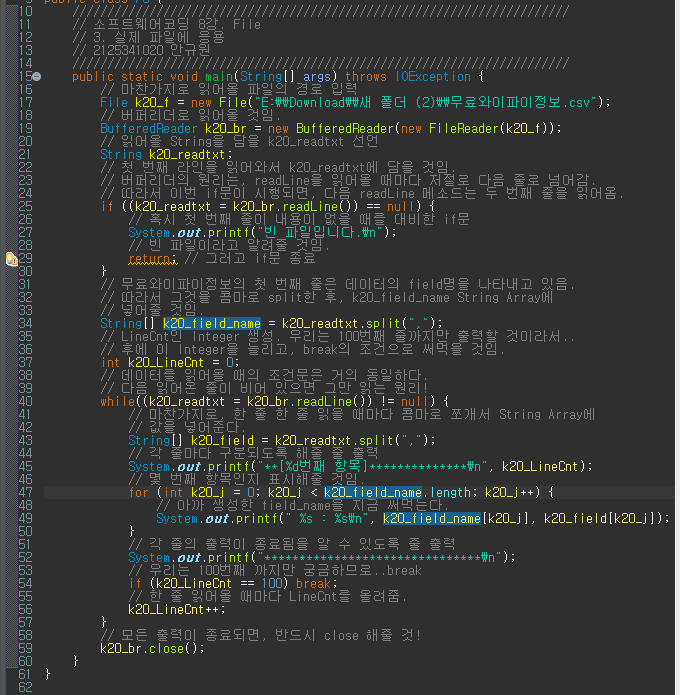 10 //////////////////////////////////////////////////////////////////////
11 // 소프트웨어코딩 8강. File
12 // 3. 실제 파일에 응용
13 // 2125341020 안규원
14 //////////////////////////////////////////////////////////////////////
15 public static void main(String[] args) throws IOException {
16 // 마찬가지로 읽어올 파일의 경로 입력
17 File k20_f = new File("E:₩₩Download₩₩새 폴더 (2)₩₩무료와이파이정보.csv");
18 // 버퍼리더로 읽어올 것임.
19 BufferedReader k20_br = new BufferedReader(new FileReader(k20_f));
20 // 읽어올 String을 담을 k20_readtxt 선언
21 String k20_readtxt;
22 // 첫 번째 라인을 읽어와서 k20_readtxt에 담을 것임.
23 // 버퍼리더의 원리는, readLine을 읽어올 때마다 저절로 다음 줄로 넘어감.
24 // 따라서 이번 if문이 시행되면, 다음 readLine 메소드는 두 번째 줄을 읽어옴.
25 if ((k20_readtxt = k20_br.readLine()) == null) {
26 // 혹시 첫 번째 줄이 내용이 없을 때를 대비한 if문
27 System.out.printf("빈 파일입니다.₩n");
28 // 빈 파일이라고 알려줄 것임.
29 return; // 그러고 if문 종료
30 }
31 // 무료와이파이정보의 첫 번째 줄은 데이터의 field명을 나타내고 있음.
32 // 따라서 그것을 콤마로 split한 후, k20_field_name String Array에
33 // 넣어줄 것임.
34 String[] k20_field_name = k20_readtxt.split(",");
35 // LineCnt인 Integer 생성. 우리는 100번째 줄까지만 출력할 것이라서..
36 // 후에 이 Integer을 늘리고, break의 조건으로 써먹을 것임.
37 int k20_LineCnt = 0;
38 // 데이터를 읽어올 때의 조건문은 거의 동일하다.
39 // 다음 읽어온 줄이 비어 있으면 그만 읽는 원리!
40 while((k20_readtxt = k20_br.readLine()) != null) {
41 // 마찬가지로, 한 줄 한 줄 읽을 때마다 콤마로 쪼개서 String Array에
42 // 값을 넣어준다.
43 String[] k20_field = k20_readtxt.split(",");
44 // 각 줄마다 구분되도록 해줄 줄 출력
45 System.out.printf("**[%d번째 항목]**************₩n", k20_LineCnt);
46 // 몇 번째 항목인지 표시해줄 것임.
47 for (int k20_j = 0; k20_j < k20_field_name.length; k20_j++) {
48 // 아까 생성한 field_name을 지금 써먹는다.
49 System.out.printf(" %s : %s₩n", k20_field_name[k20_j], k20_field[k20_j]);
50 }
51 // 각 줄의 출력이 종료됨을 알 수 있도록 줄 출력
52 System.out.printf("*******************************₩n");
53 // 우리는 100번째 까지만 궁금하므로..break
54 if (k20_LineCnt == 100) break;
55 // 한 줄 읽어올 때마다 LineCnt를 올려줌.
56 k20_LineCnt++;
57 }
58 // 모든 출력이 종료되면, 반드시 close 해줄 것!
59 k20_br.close();
60 }
61 }
62